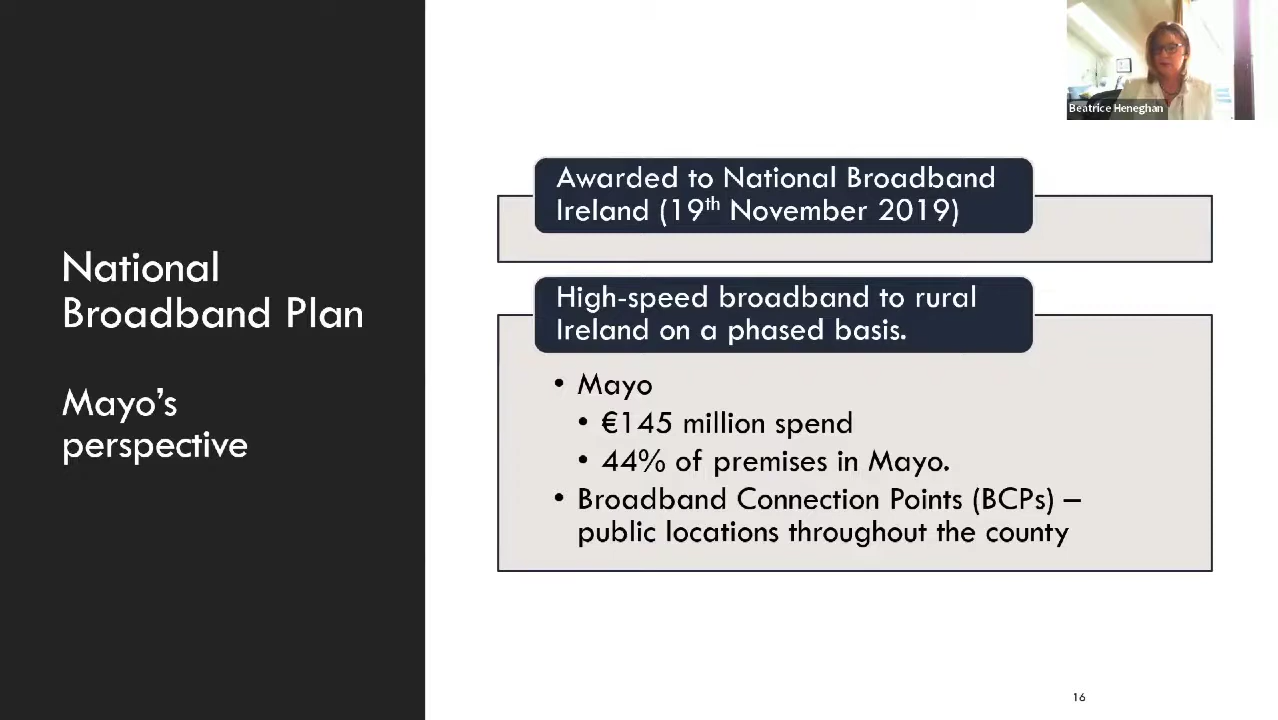 Beatrice Heneghan
National
Broadband Plan
Mayo's
perspective
Awarded to National Broadband
Ireland (19th November 2019)
High-speed broadband to rural
Ireland on a phased basis.
• Mayo
• €145 million spend
• 44% of premises in Mayo.
• Broadband Connection Points (BCPs) –
public locations throughout the county
16